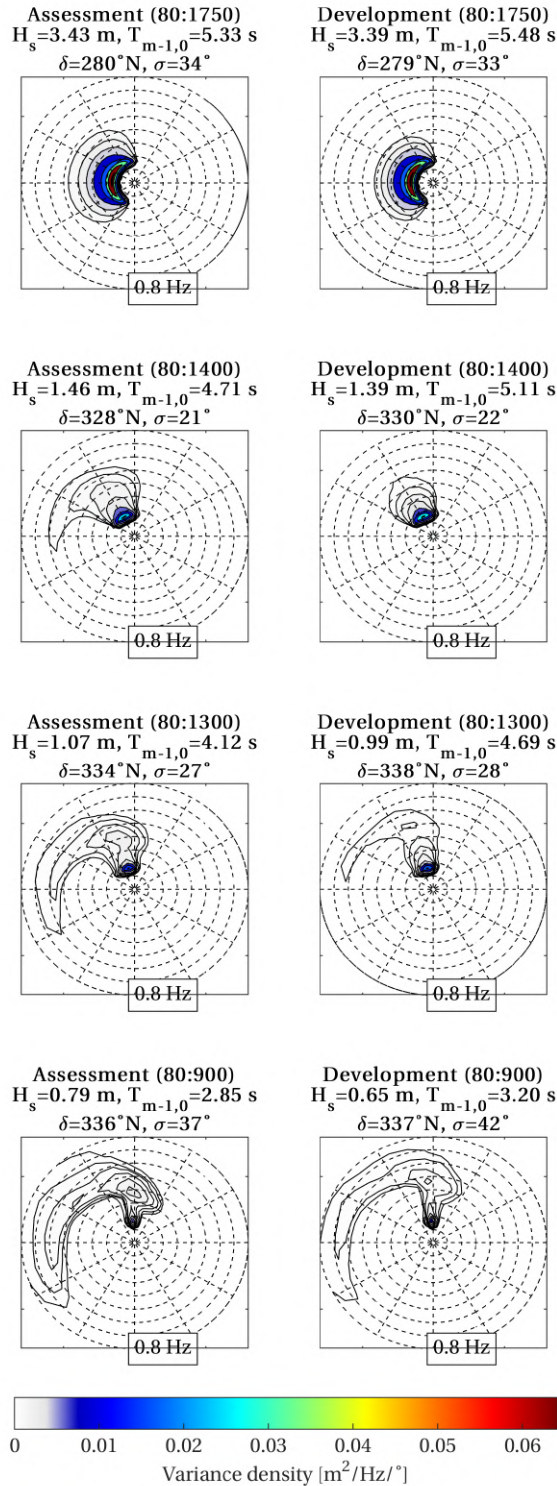 Assessment (80:1750)
H_s=3.43 m, T_m-1,0=5.33 s
δ=280°N, σ=34°
0.8 Hz
Development (80:1750)
H_s=3.39 m, T_m-1,0=5.48 s
δ=279°N, σ=33°
0.8 Hz
Assessment (80:1400)
H_s=1.46 m, T_m-1,0=4.71 s
δ=328°N, σ=21°
0.8 Hz
Development (80:1400)
H_s=1.39 m, T_m-1,0=5.11 s
δ=330°N, σ=22°
0.8 Hz
Assessment (80:1300)
H_s=1.07 m, T_m-1,0=4.12 s
δ=334°N, σ=27°
0.8 Hz
Development (80:1300)
H_s=0.99 m, T_m-1,0=4.69 s
δ=338°N, σ=28°
0.8 Hz
Assessment (80:900)
H_s=0.79 m, T_m-1,0=2.85 s
δ=336°N, σ=37°
0.8 Hz
Development (80:900)
H_s=0.65 m, T_m-1,0=3.20 s
δ=337°N, σ=42°
0.8 Hz
0 0.01 0.02 0.03 0.04 0.05 0.06
Variance density [m²/Hz/°]